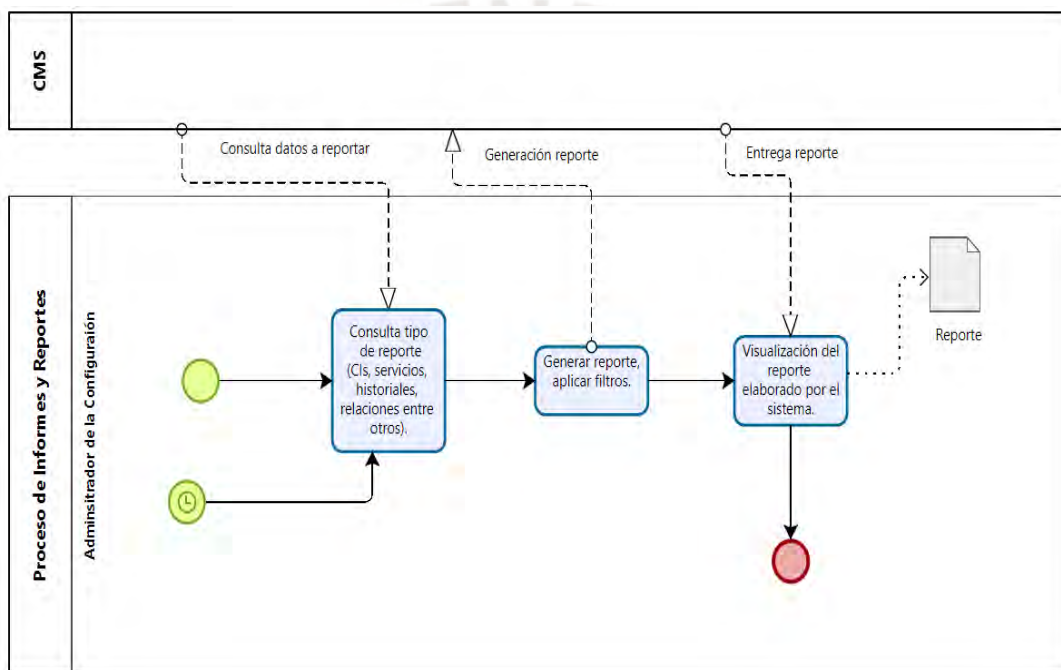 CMS
Consulta datos a reportar
Generación reporte
Entrega reporte
Proceso de Informes y Reportes
Adminsitrador de la Configuraión
Consulta tipo
de reporte
(CIs, servicios,
historiales,
relaciones entre
otros).
Generar reporte,
aplicar filtros.
Visualización del
reporte
elaborado por el
sistema.
Reporte